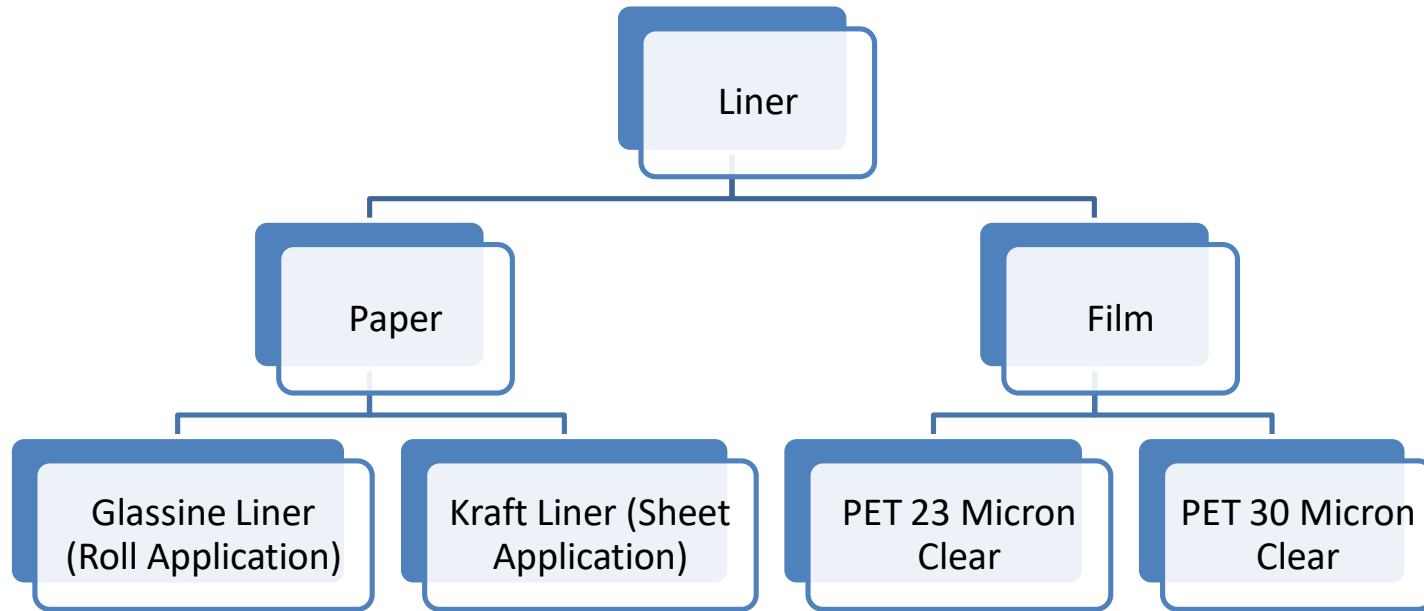 Liner
Paper
Film
Glassine Liner
(Roll Application)
Kraft Liner (Sheet
Application)
PET 23 Micron
Clear
PET 30 Micron
Clear